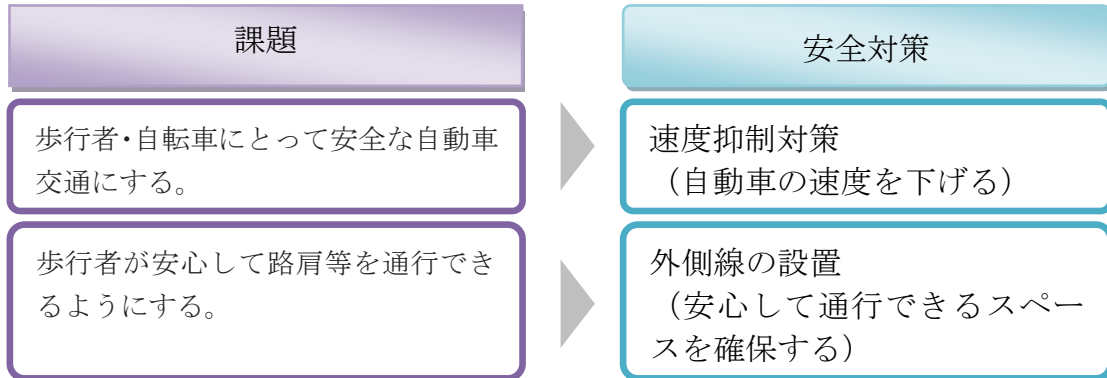 課題
安全対策
歩行者・自転車にとって安全な自動車
交通にする。
速度抑制対策
（自動車の速度を下げる）
歩行者が安心して路肩等を通行でき
るようにする。
外側線の設置
（安心して通行できるスペー
スを確保する）